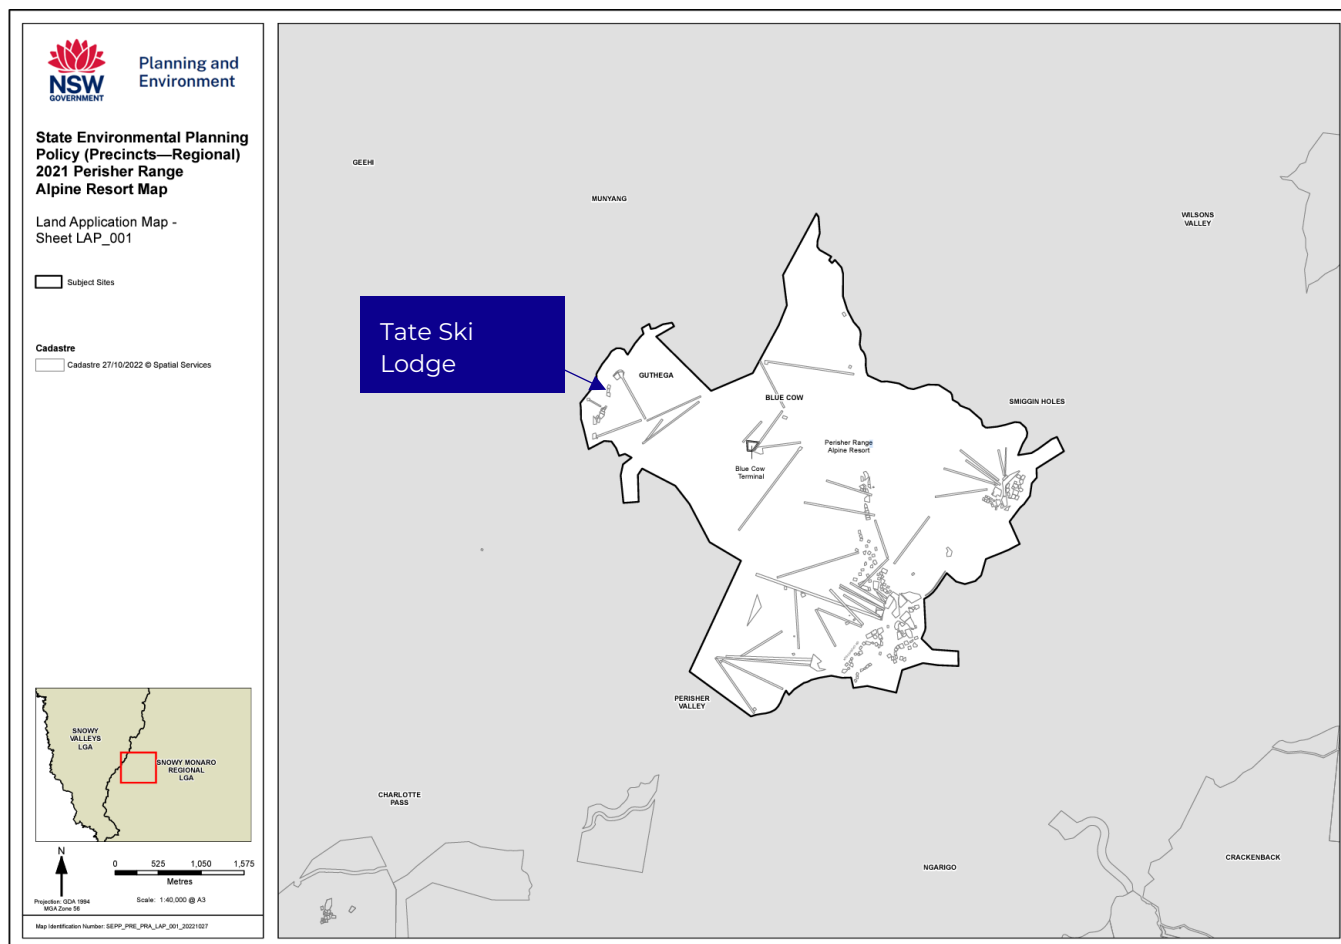 NSW
GOVERNMENT
Planning and
Environment
State Environmental Planning
Policy (Precincts—Regional)
2021 Perisher Range
Alpine Resort Map
Land Application Map -
Sheet LAP_001
Subject Sites
Cadastre
Cadastre 27/10/2022 © Spatial Services
SNOWY
VALLEYS
LGA
SNOWY MONARO
REGIONAL
LGA
N
0 525 1,050 1,575
Metres
Projection: GDA 1994
MGA Zone 56
Scale: 1:40,000 @ A3
Map Identification Number: SEPP_PRE_PRA_LAP_001_20221027
GEEHI
MUNYANG
WILSONS
VALLEY
Tate Ski
Lodge
GUTHEGA
BLUE COW
SMIGGIN HOLES
Perisher Range
Alpine Resort
Blue Cow
Terminal
PERISHER
VALLEY
CHARLOTTE
PASS
NGARIGO
CRACKENBACK